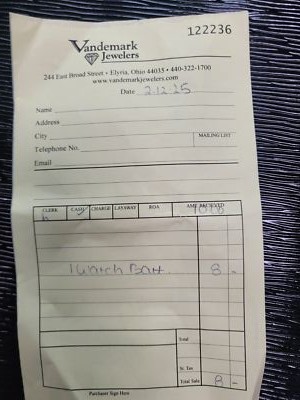 122236
Vandemark
Jewelers
244 East Broad Street • Elyria, Ohio 44035 • 440-322-1700
www.vandemarkjewelers.com
Date 2.12.25
Name
Address
City
MAILING LIST
Telephone No.
Email
CLERK CASH CHARGE LAYAWAY ROA AMT. RECEIVED
1 watch Batt. 8 -
Total
St. Tax
Total Sale 8 -
Purchaser Sign Here